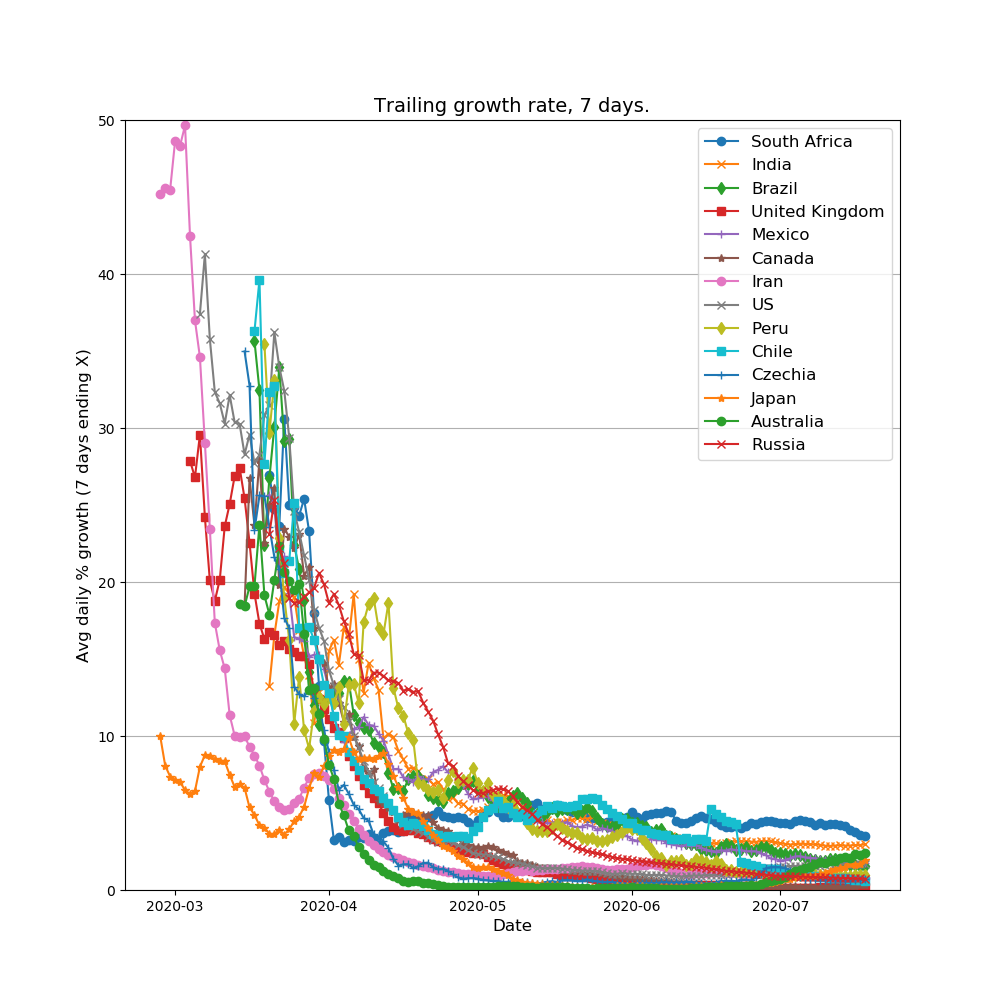 Trailing growth rate, 7 days.
Avg daily % growth (7 days ending X)
50
40
30
20
10
0
South Africa
India
Brazil
United Kingdom
Mexico
Canada
Iran
US
Peru
Chile
Czechia
Japan
Australia
Russia
2020-03 2020-04 2020-05 2020-06 2020-07
Date